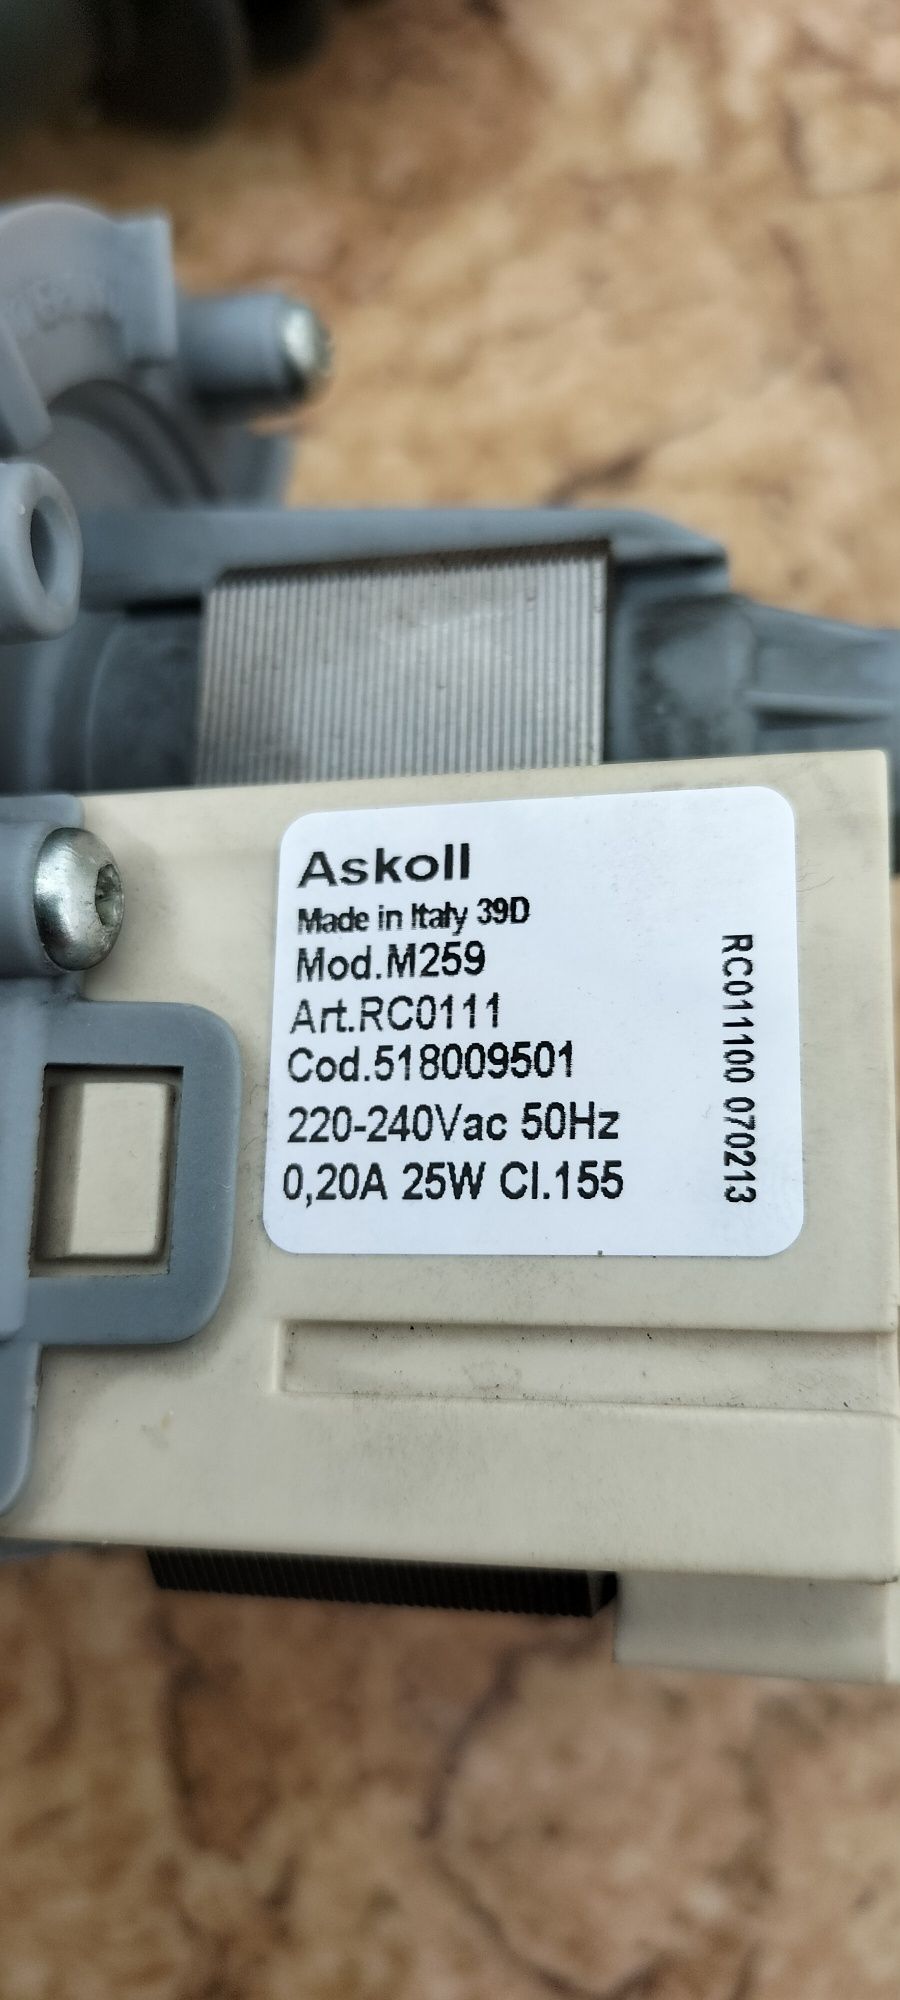 Askoll
Made in Italy 39D
Mod.M259
Art.RC0111
Cod.518009501
220-240Vac 50Hz
0,20A 25W Cl.155
RC011100 070213